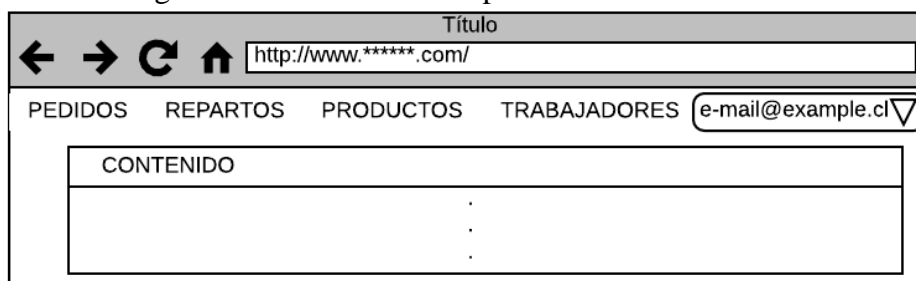 Título
http://www.******.com/
PEDIDOS REPARTOS PRODUCTOS TRABAJADORES e-mail@example.cl
CONTENIDO
.
.
.